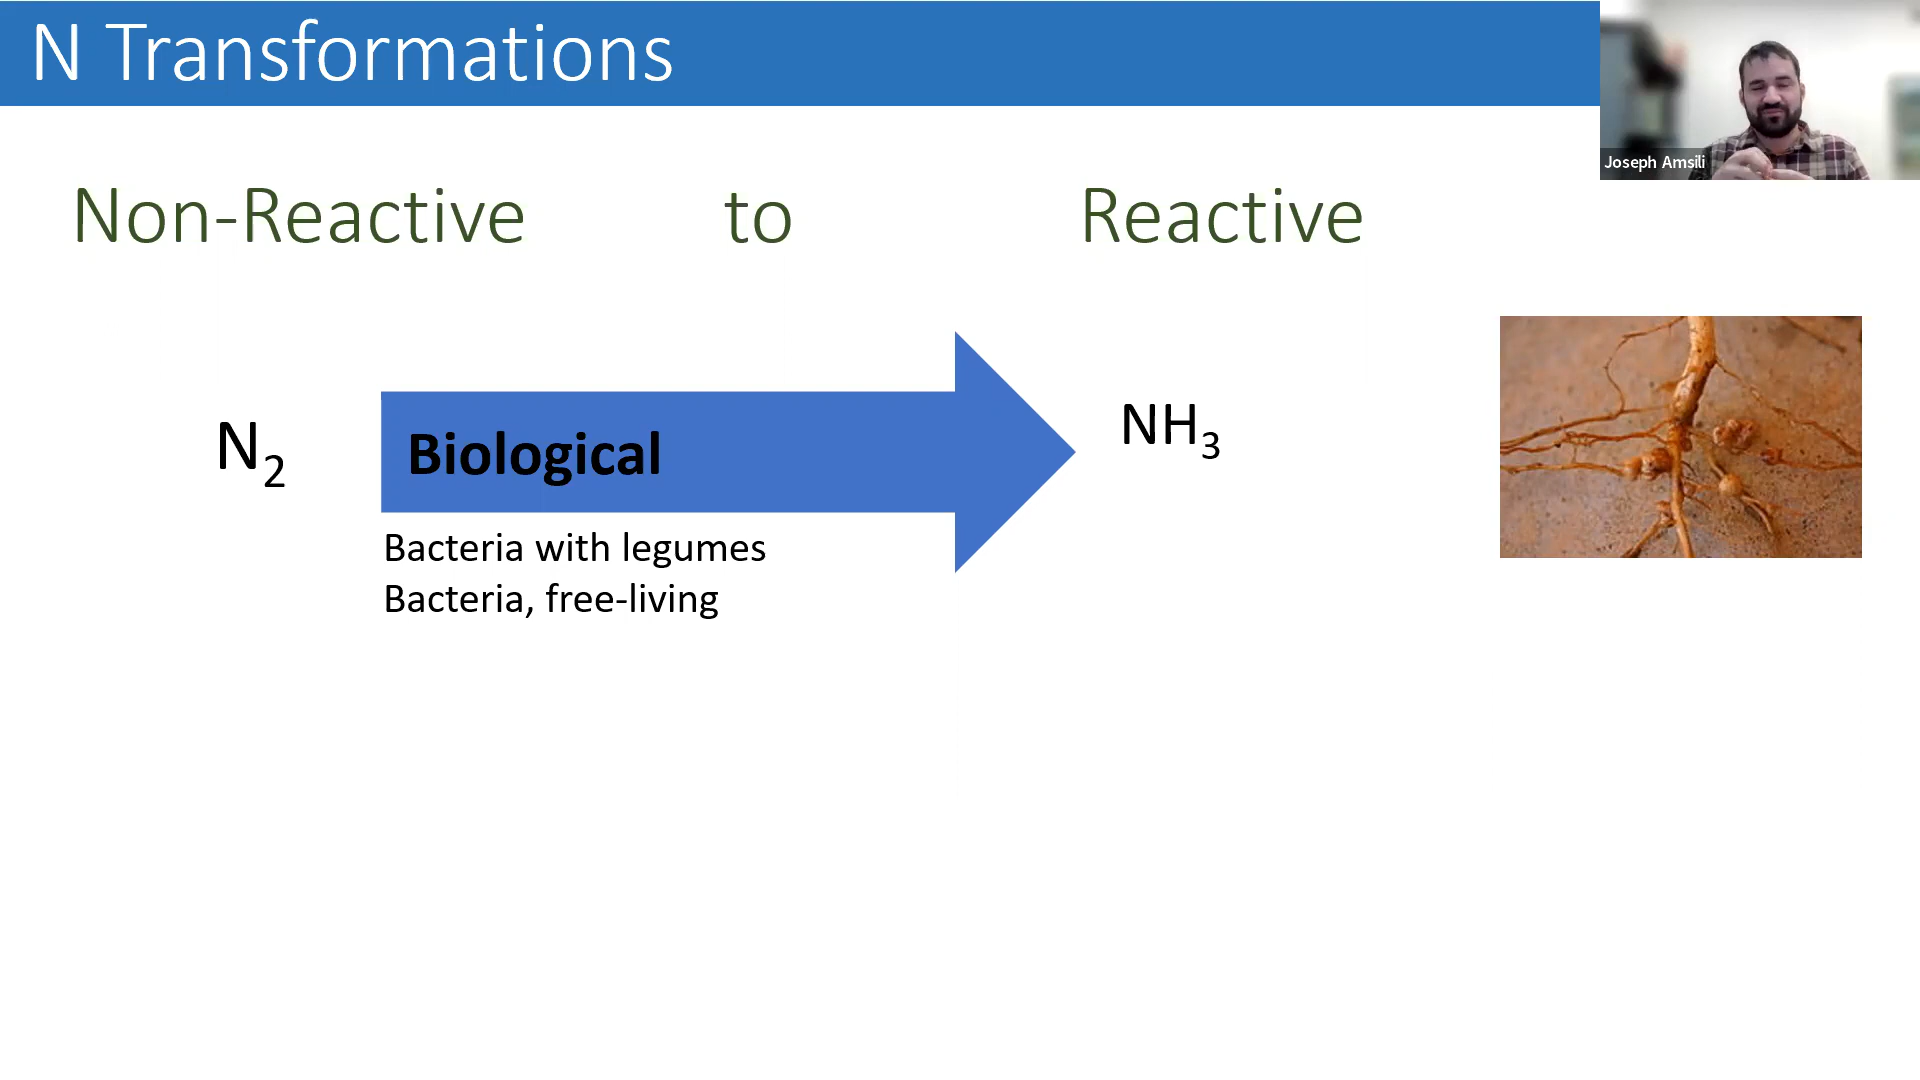 N Transformations
Joseph Amsili
Non-Reactive to Reactive
N₂
Biological
NH₃
Bacteria with legumes
Bacteria, free-living